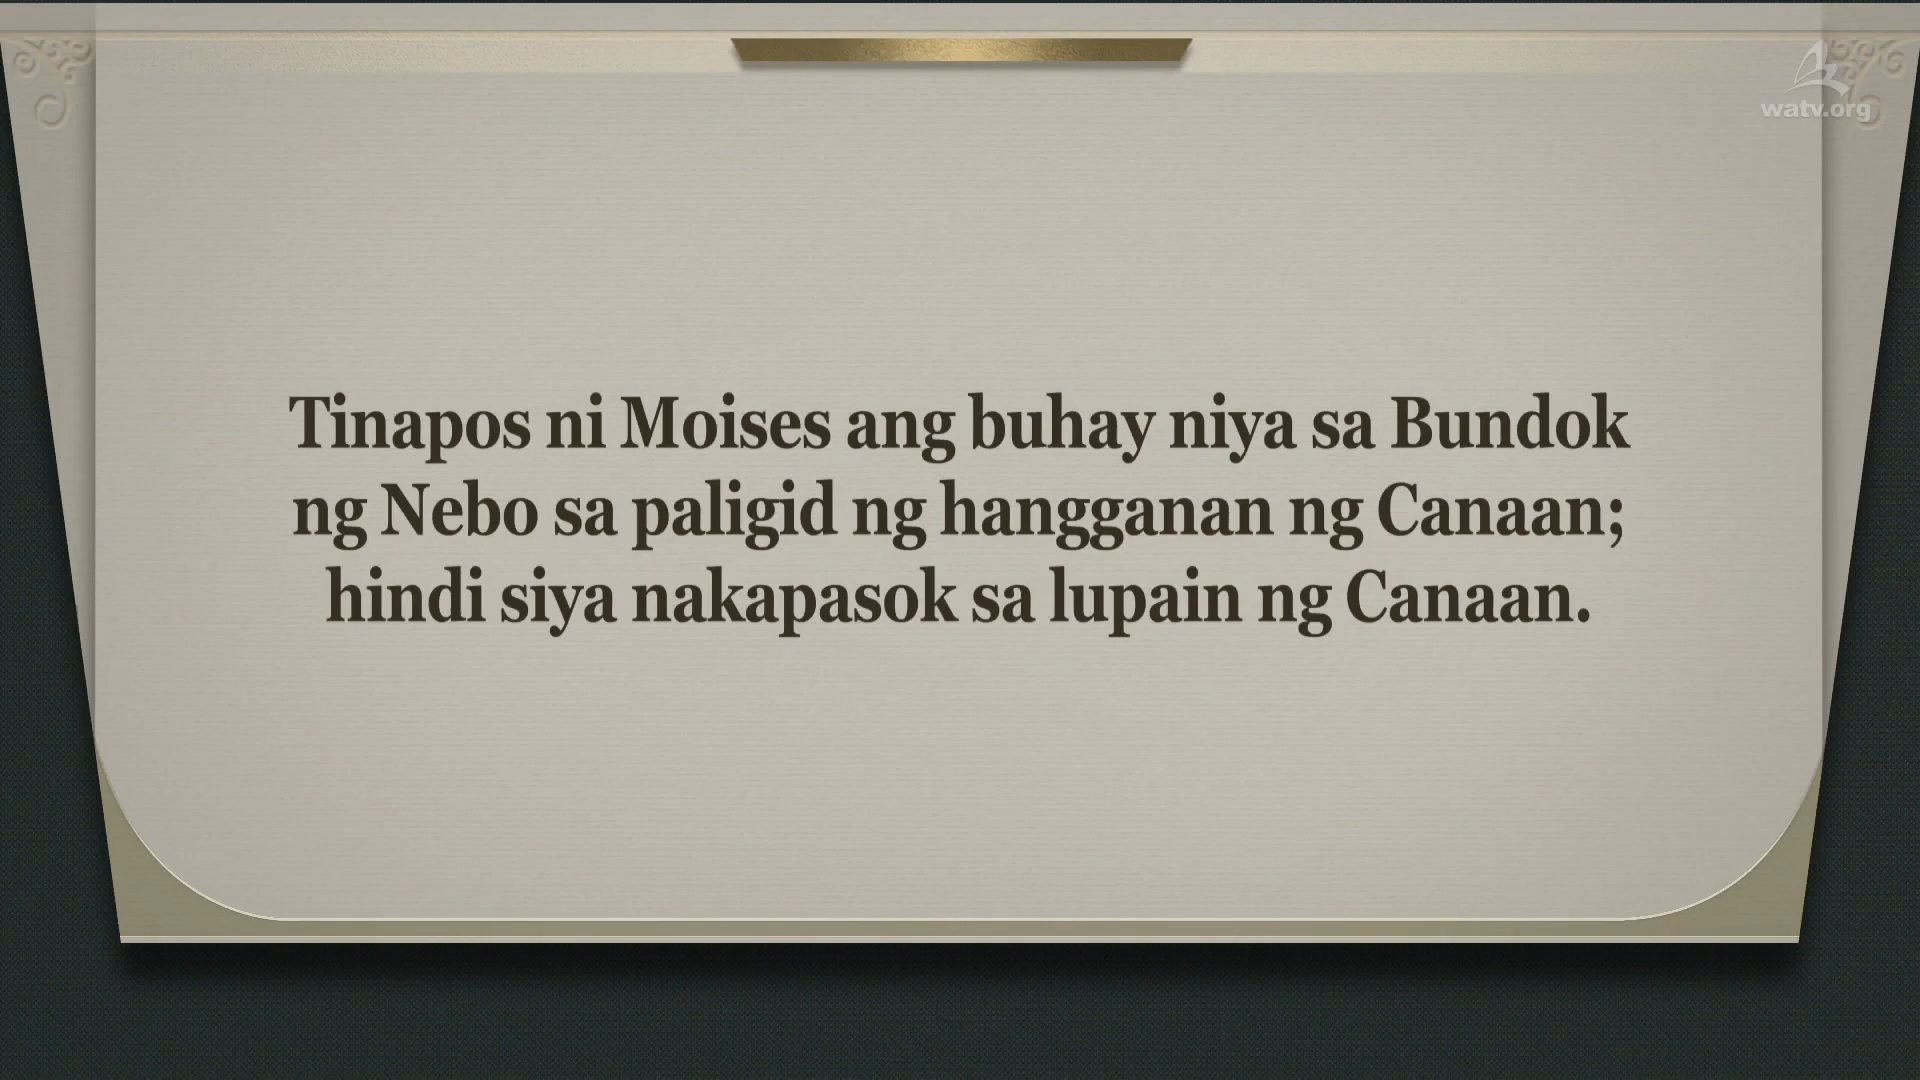 watv.org
Tinapos ni Moises ang buhay niya sa Bundok
ng Nebo sa paligid ng hangganan ng Canaan;
hindi siya nakapasok sa lupain ng Canaan.